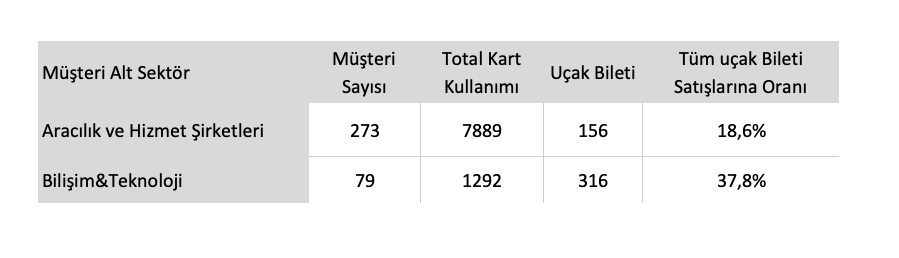 Müşteri Alt Sektör
Müşteri
Sayısı
Total Kart
Kullanımı
Uçak Bileti
Tüm uçak Bileti
Satışlarına Oranı
Aracılık ve Hizmet Şirketleri 273 7889 156 18,6%
Bilişim&Teknoloji 79 1292 316 37,8%